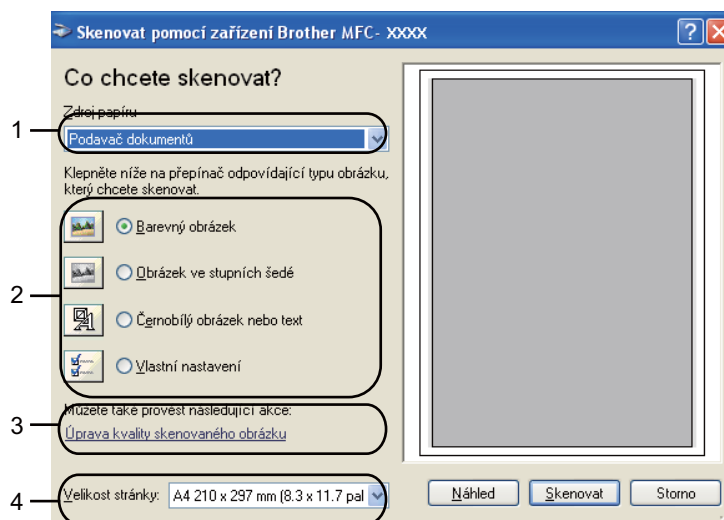 Skenovat pomocí zařízení Brother MFC- XXXX
Co chcete skenovat?
Zdroj papíru
1
Podavač dokumentů
Klepněte níže na přepínač odpovídající typu obrázku,
který chcete skenovat.
Barevný obrázek
Obrázek ve stupních šedé
2
Černobílý obrázek nebo text
Vlastní nastavení
Můžete také provést následující akce:
3
Úprava kvality skenovaného obrázku
4
Velikost stránky: A4 210 x 297 mm (8.3 x 11.7 pal
Náhled Skenovat Storno